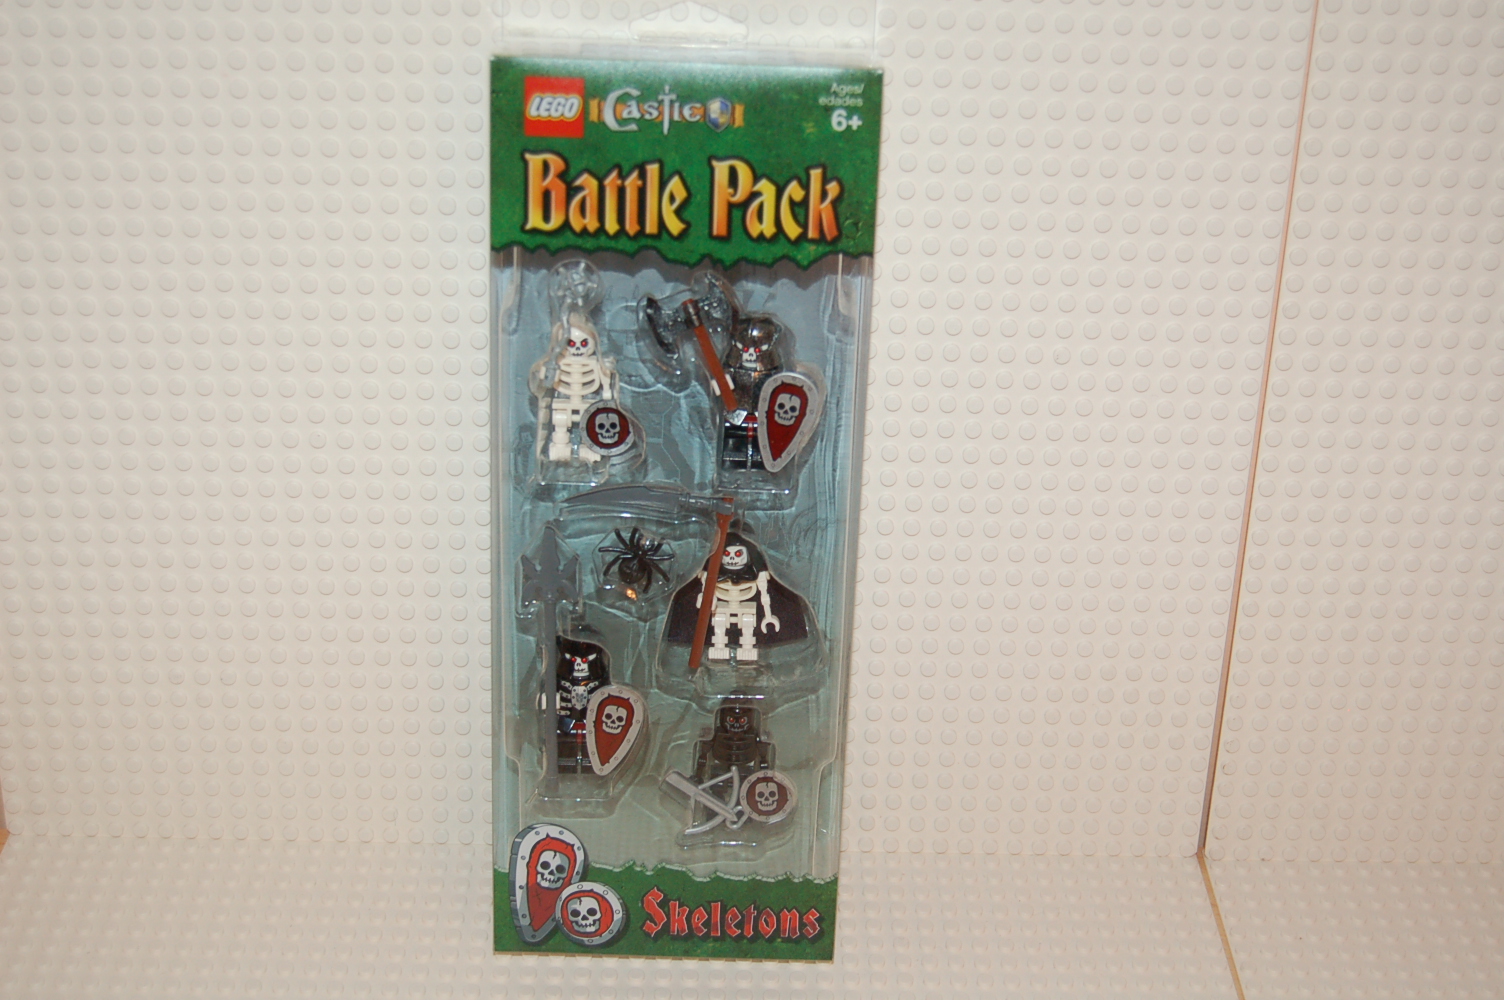 LEGO Castle
Ages/
edades
6+
Battle Pack
Skeletons